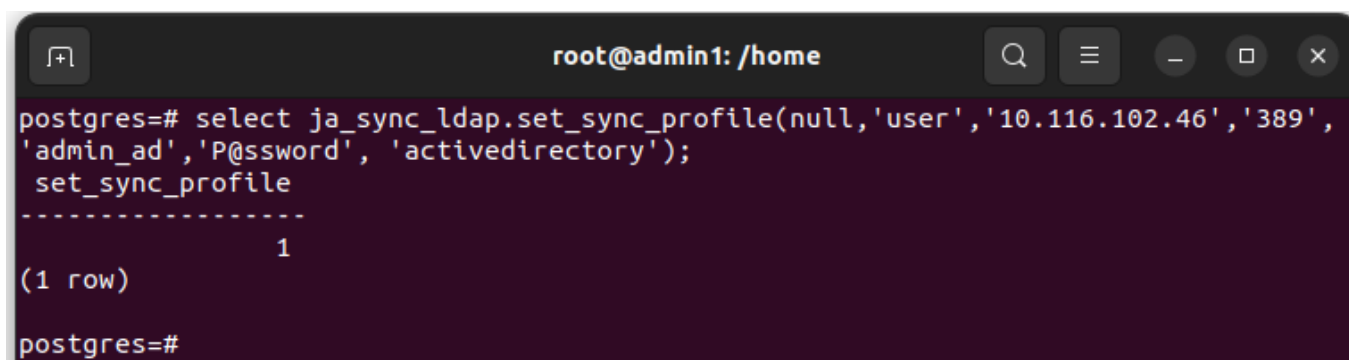 root@admin1: /home
postgres=# select ja_sync_ldap.set_sync_profile(null,'user','10.116.102.46','389',
'admin_ad','P@ssword', 'activedirectory');
 set_sync_profile
------------------
                1
(1 row)

postgres=#